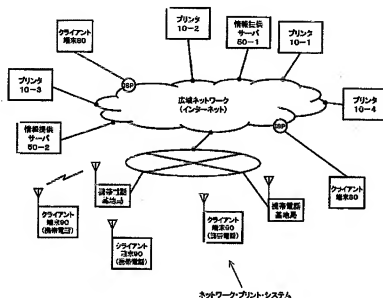 クライアント
端末80
プリンタ
10-2
情報提供
サーバ
50-1
プリンタ
10-1
プリンタ
10-3
ISP
広域ネットワーク
(インターネット)
プリンタ
10-4
情報提供
サーバ
50-2
ISP
クライアント
端末80
携帯電話
基地局
携帯電話
基地局
クライアント
端末90
(携帯電話)
クライアント
端末90
(携帯電話)
クライアント
端末90
(携帯電話)
ネットワーク・プリント・システム